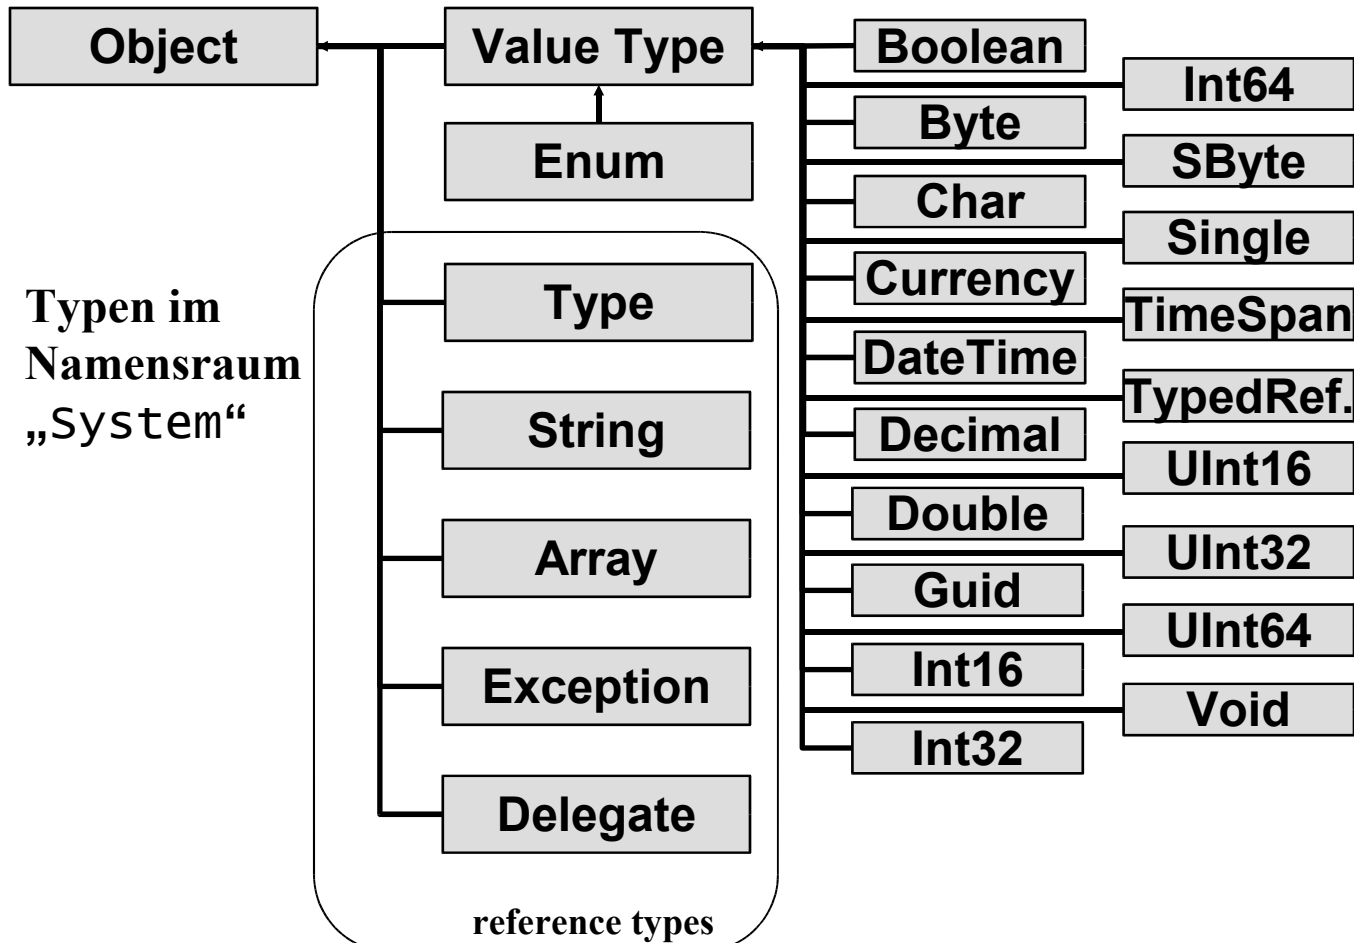 Object
Value Type
Enum
Typen im
Namensraum
„System“
Type
String
Array
Exception
Delegate
reference types
Boolean
Int64
Byte
SByte
Char
Single
Currency
TimeSpan
DateTime
TypedRef.
Decimal
UInt16
Double
UInt32
Guid
UInt64
Int16
Void
Int32